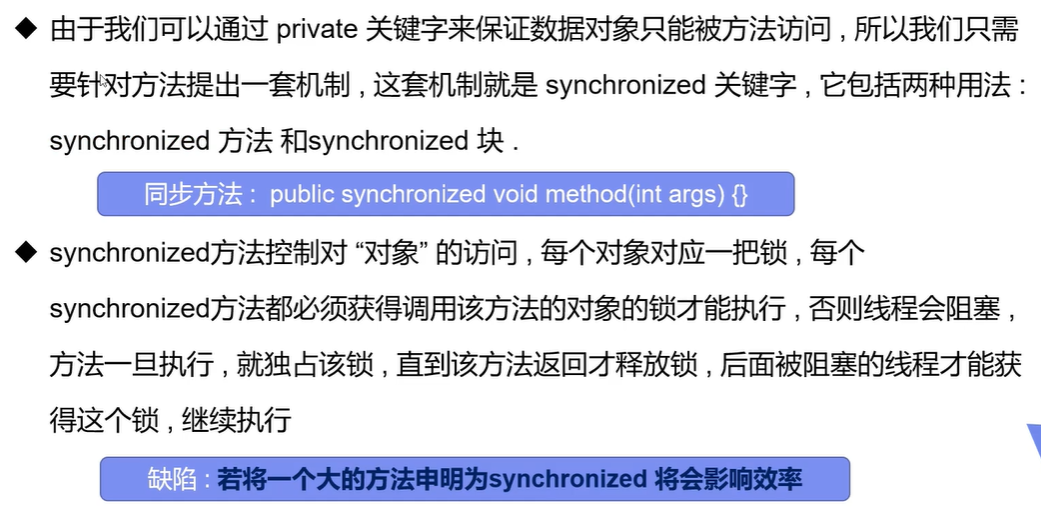 ◆ 由于我们可以通过 private 关键字来保证数据对象只能被方法访问 , 所以我们只需
要针对方法提出一套机制 , 这套机制就是 synchronized 关键字 , 它包括两种用法 :
synchronized 方法 和synchronized 块 .
同步方法 : public synchronized void method(int args) {}
◆ synchronized方法控制对 “对象” 的访问 , 每个对象对应一把锁 , 每个
synchronized方法都必须获得调用该方法的对象的锁才能执行 , 否则线程会阻塞 ,
方法一旦执行 , 就独占该锁 , 直到该方法返回才释放锁 , 后面被阻塞的线程才能获
得这个锁 , 继续执行
缺陷 : 若将一个大的方法申明为synchronized 将会影响效率